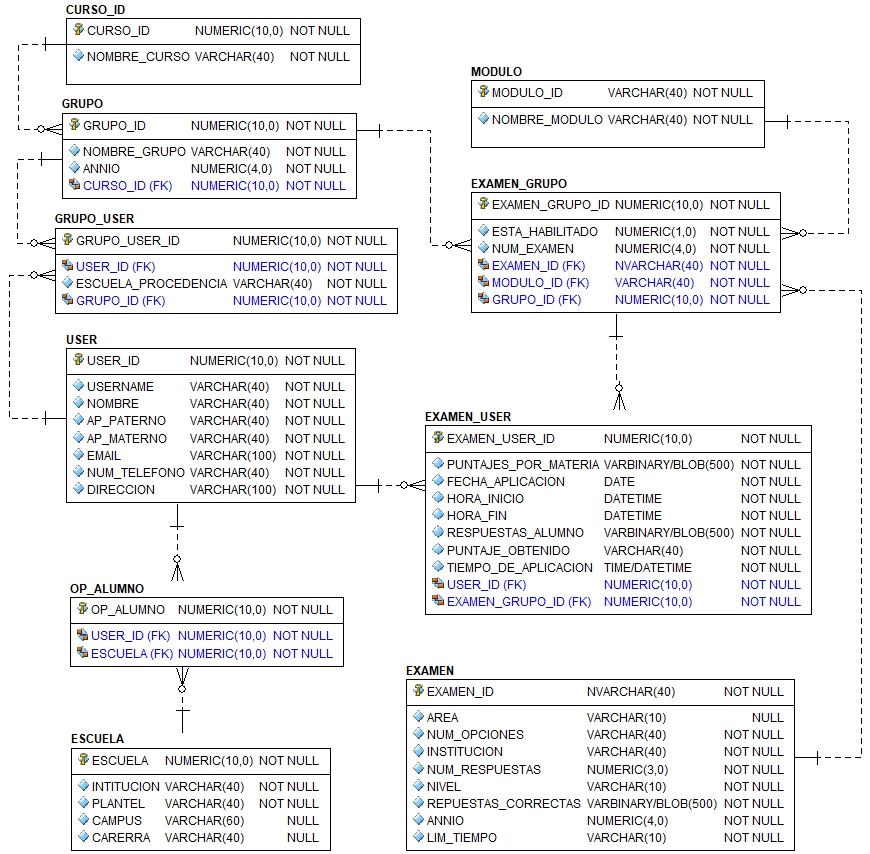 CURSO_ID
CURSO_ID NUMERIC(10,0) NOT NULL
NOMBRE_CURSO VARCHAR(40) NOT NULL
GRUPO
GRUPO_ID NUMERIC(10,0) NOT NULL
NOMBRE_GRUPO VARCHAR(40) NOT NULL
ANNIO NUMERIC(4,0) NOT NULL
CURSO_ID (FK) NUMERIC(10,0) NOT NULL
GRUPO_USER
GRUPO_USER_ID NUMERIC(10,0) NOT NULL
USER_ID (FK) NUMERIC(10,0) NOT NULL
ESCUELA_PROCEDENCIA VARCHAR(40) NOT NULL
GRUPO_ID (FK) NUMERIC(10,0) NOT NULL
USER
USER_ID NUMERIC(10,0) NOT NULL
USERNAME VARCHAR(40) NOT NULL
NOMBRE VARCHAR(40) NOT NULL
AP_PATERNO VARCHAR(40) NOT NULL
AP_MATERNO VARCHAR(40) NOT NULL
EMAIL VARCHAR(100) NOT NULL
NUM_TELEFONO VARCHAR(40) NOT NULL
DIRECCION VARCHAR(100) NOT NULL
OP_ALUMNO
OP_ALUMNO NUMERIC(10,0) NOT NULL
USER_ID (FK) NUMERIC(10,0) NOT NULL
ESCUELA (FK) NUMERIC(10,0) NOT NULL
ESCUELA
ESCUELA NUMERIC(10,0) NOT NULL
INTITUCION VARCHAR(40) NOT NULL
PLANTEL VARCHAR(40) NOT NULL
CAMPUS VARCHAR(60) NULL
CARERRA VARCHAR(40) NULL
MODULO
MODULO_ID VARCHAR(40) NOT NULL
NOMBRE_MODULO VARCHAR(40) NOT NULL
EXAMEN_GRUPO
EXAMEN_GRUPO_ID NUMERIC(10,0) NOT NULL
ESTA_HABILITADO NUMERIC(1,0) NOT NULL
NUM_EXAMEN NUMERIC(4,0) NOT NULL
EXAMEN_ID (FK) NVARCHAR(40) NOT NULL
MODULO_ID (FK) VARCHAR(40) NOT NULL
GRUPO_ID (FK) NUMERIC(10,0) NOT NULL
EXAMEN_USER
EXAMEN_USER_ID NUMERIC(10,0) NOT NULL
PUNTAJES_POR_MATERIA VARBINARY/BLOB(500) NOT NULL
FECHA_APLICACION DATE NOT NULL
HORA_INICIO DATETIME NOT NULL
HORA_FIN DATETIME NOT NULL
RESPUESTAS_ALUMNO VARBINARY/BLOB(500) NOT NULL
PUNTAJE_OBTENIDO VARCHAR(40) NOT NULL
TIEMPO_DE_APLICACION TIME/DATETIME NOT NULL
USER_ID (FK) NUMERIC(10,0) NOT NULL
EXAMEN_GRUPO_ID (FK) NUMERIC(10,0) NOT NULL
EXAMEN
EXAMEN_ID NVARCHAR(40) NOT NULL
AREA VARCHAR(10) NULL
NUM_OPCIONES VARCHAR(40) NOT NULL
INSTITUCION VARCHAR(40) NOT NULL
NUM_RESPUESTAS NUMERIC(3,0) NOT NULL
NIVEL VARCHAR(10) NOT NULL
REPUESTAS_CORRECTAS VARBINARY/BLOB(500) NOT NULL
ANNIO NUMERIC(4,0) NOT NULL
LIM_TIEMPO VARCHAR(10) NOT NULL